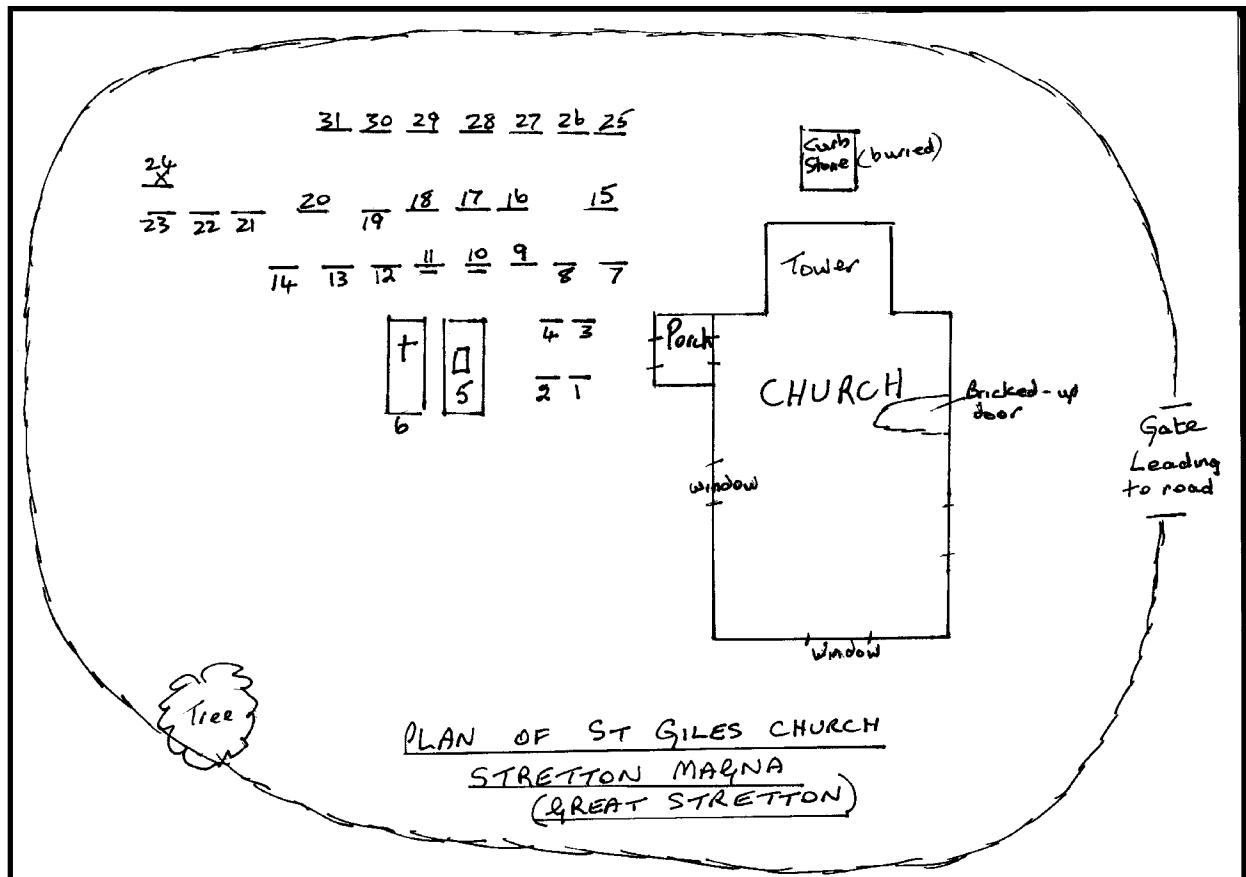 31 30 29 28 27 26 25
Curb
Stone (buried)
24
X
20 18 17 16 15
23 22 21 19
11 10 9
14 13 12 8 7
Tower
4 3
Porch
5
2 1
6
CHURCH
Bricked-up
door
Gate
Leading
to road
window
window
Tree
PLAN OF ST GILES CHURCH
STRETTON MAGNA
(GREAT STRETTON)